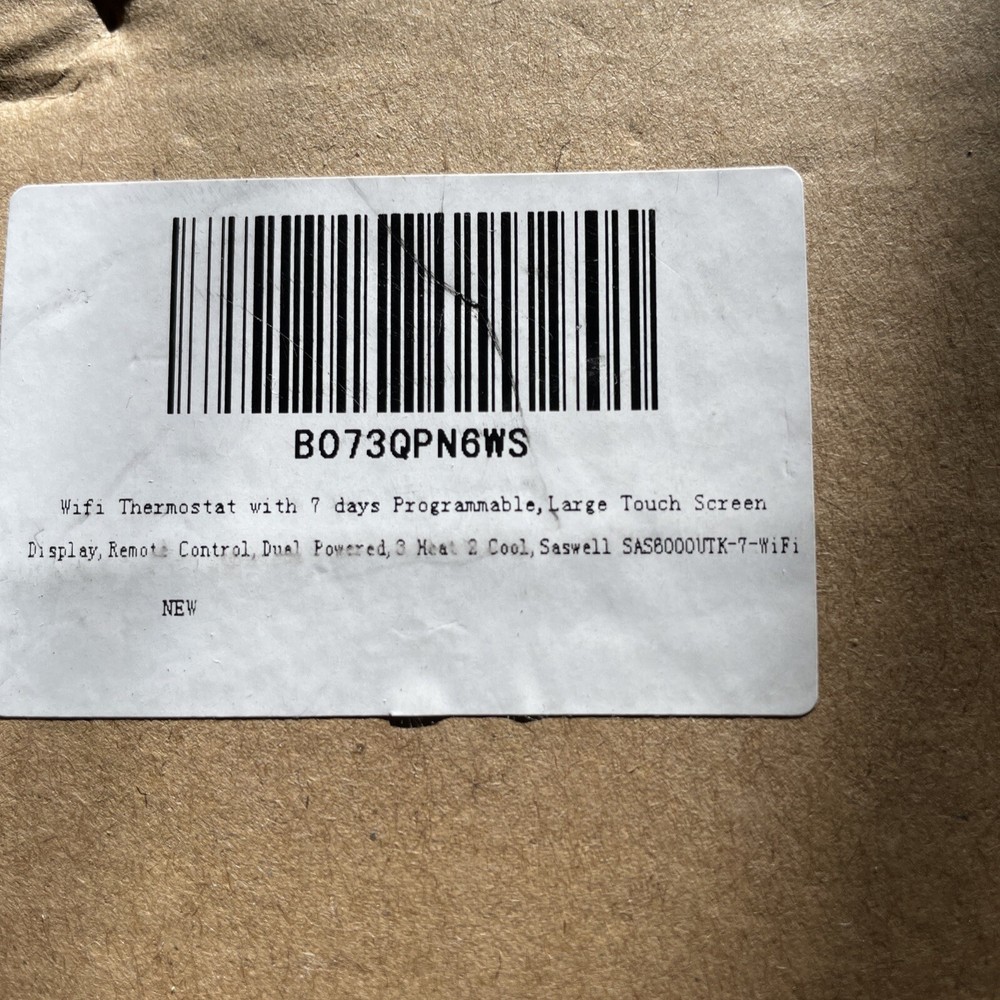 B073QPN6WS
Wifi Thermostat with 7 days Programmable,Large Touch Screen
Display,Remote Control,Dual Powered,3 Heat 2 Cool,Saswell SAS6000UTK-7-WiFi
NEW